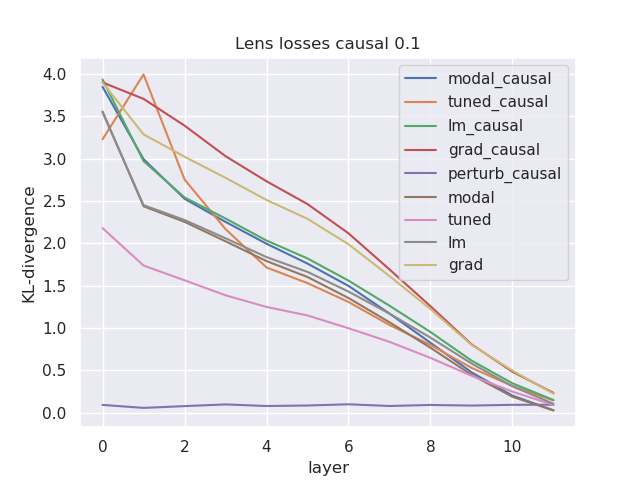 Lens losses causal 0.1
KL-divergence
4.0
3.5
3.0
2.5
2.0
1.5
1.0
0.5
0.0
modal_causal
tuned_causal
lm_causal
grad_causal
perturb_causal
modal
tuned
lm
grad
0 2 4 6 8 10
layer